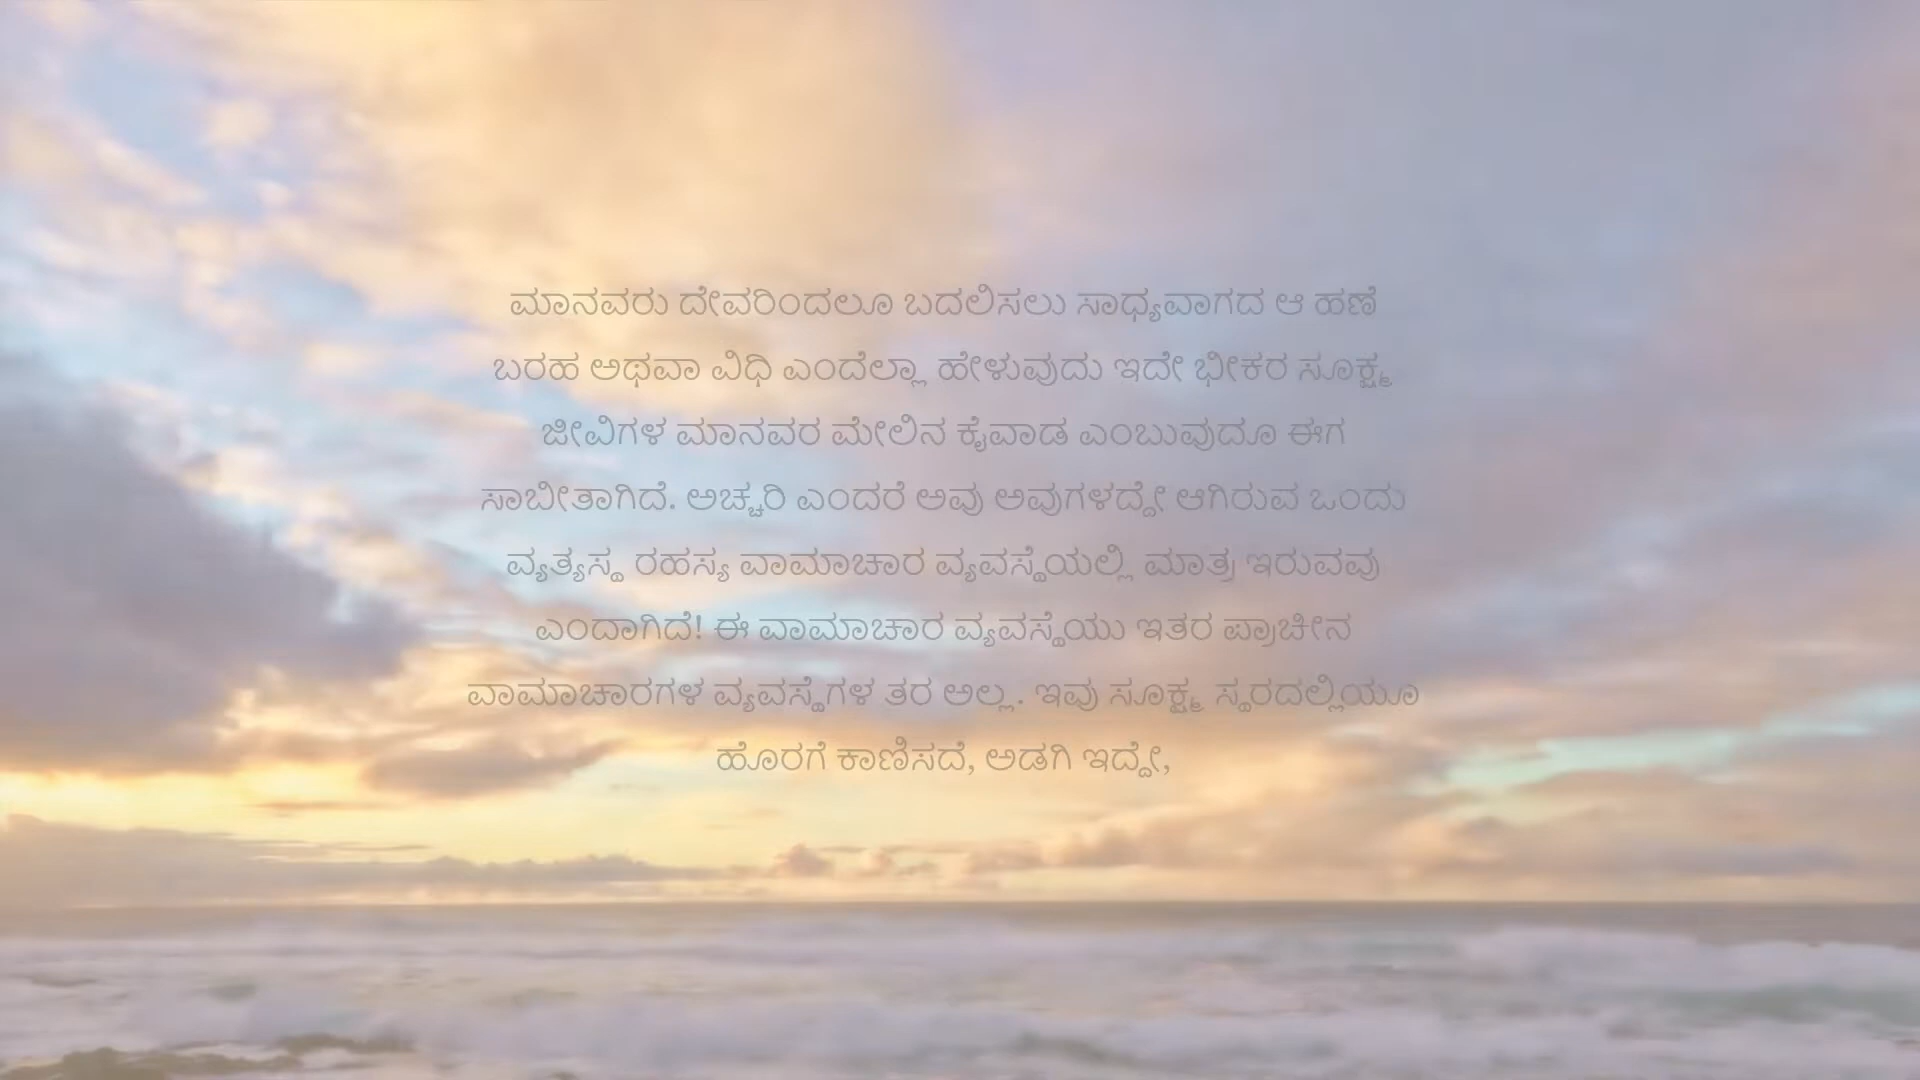 ಮಾನವರು ದೇವರಿಂದಲೂ ಬದಲಿಸಲು ಸಾಧ್ಯವಾಗದ ಆ ಹಣೆ
ಬರಹ ಅಥವಾ ವಿಧಿ ಎಂದೆಲ್ಲಾ ಹೇಳುವುದು ಇದೇ ಭೀಕರ ಸೂಕ್ಷ್ಮ
ಜೀವಿಗಳ ಮಾನವರ ಮೇಲಿನ ಕೈವಾಡ ಎಂಬುವುದೂ ಈಗ
ಸಾಬೀತಾಗಿದೆ. ಅಚ್ಚರಿ ಎಂದರೆ ಅವು ಅವುಗಳದ್ದೇ ಆಗಿರುವ ಒಂದು
ವ್ಯತ್ಯಸ್ಥ ರಹಸ್ಯ ವಾಮಾಚಾರ ವ್ಯವಸ್ಥೆಯಲ್ಲಿ ಮಾತ್ರ ಇರುವವು
ಎಂದಾಗಿದೆ! ಈ ವಾಮಾಚಾರ ವ್ಯವಸ್ಥೆಯು ಇತರ ಪ್ರಾಚೀನ
ವಾಮಾಚಾರಗಳ ವ್ಯವಸ್ಥೆಗಳ ತರ ಅಲ್ಲ. ಇವು ಸೂಕ್ಷ್ಮ ಸ್ಥರದಲ್ಲಿಯೂ
ಹೊರಗೆ ಕಾಣಿಸದೆ, ಅಡಗಿ ಇದ್ದೇ,